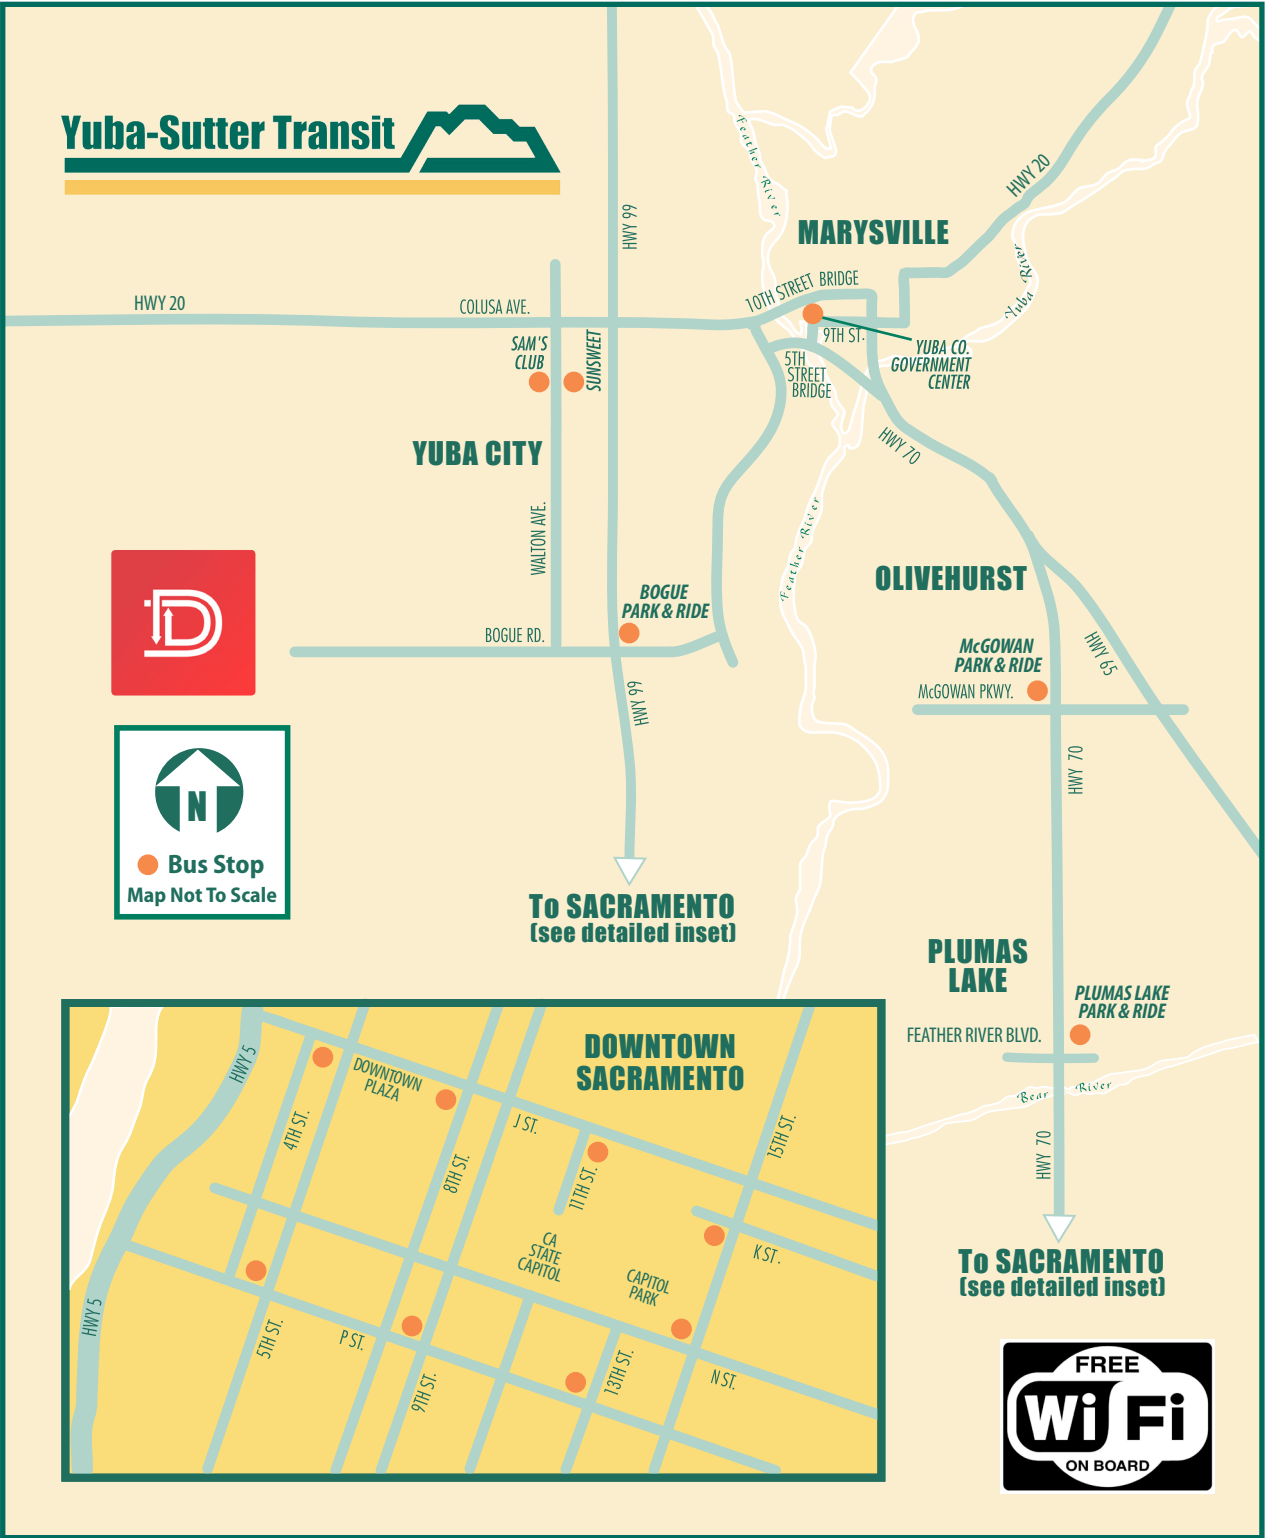 Yuba-Sutter Transit
HWY 99
Feather River
HWY 20
MARYSVILLE
Yuba River
HWY 20
COLUSA AVE.
10TH STREET BRIDGE
SAM'S
CLUB
SUNSWEET
9TH ST.
5TH
STREET
BRIDGE
YUBA CO.
GOVERNMENT
CENTER
YUBA CITY
HWY 70
WALTON AVE.
Feather River
OLIVEHURST
D
BOGUE
PARK & RIDE
BOGUE RD.
McGOWAN
PARK & RIDE
HWY 65
McGOWAN PKWY.
HWY 99
HWY 70
N
Bus Stop
Map Not To Scale
To SACRAMENTO
(see detailed inset)
PLUMAS
LAKE
PLUMAS LAKE
PARK & RIDE
FEATHER RIVER BLVD.
Bear River
HWY 70
To SACRAMENTO
(see detailed inset)
DOWNTOWN
SACRAMENTO
HWY 5
DOWNTOWN
PLAZA
4TH ST.
J ST.
15TH ST.
8TH ST.
11TH ST.
CA
STATE
CAPITOL
K ST.
CAPITOL
PARK
HWY 5
5TH ST.
P ST.
9TH ST.
13TH ST.
N ST.
FREE
Wi Fi
ON BOARD